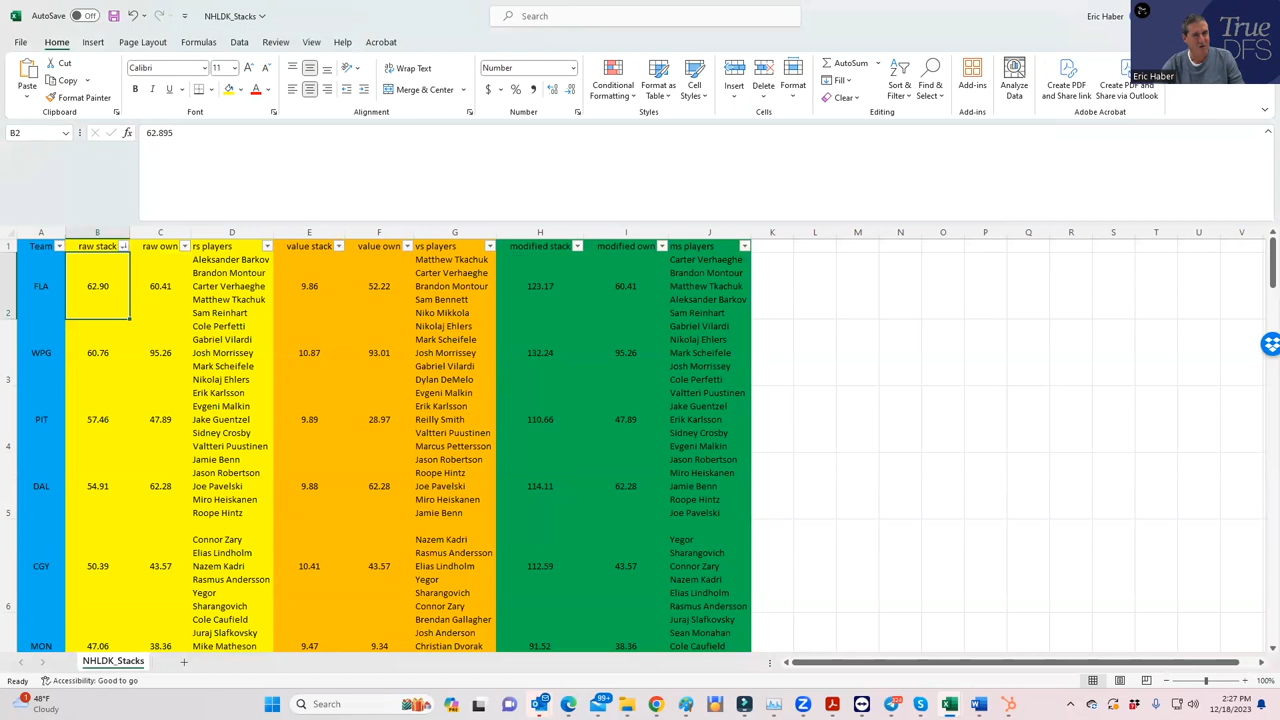 AutoSave Off NHLDK_Stacks Search Eric Haber True DFS
File Home Insert Page Layout Formulas Data Review View Help Acrobat
Paste Cut Copy Format Painter Calibri 11 Wrap Text Merge & Center Number Conditional Formatting Format as Table Cell Styles Insert Delete Format AutoSum Fill Clear Sort & Filter Find & Select Add-ins Analyze Data Create PDF and Share link Create PDF and Share via Outlook
Clipboard Font Alignment Number Styles Cells Editing Add-ins Adobe Acrobat
Eric Haber
B2 fx 62.895
A B C D E F G H I J K L M N O P Q R S T U V
1 Team raw stack raw own rs players value stack value own vs players modified stack modified own ms players
Aleksander Barkov Matthew Tkachuk Carter Verhaeghe
Brandon Montour Carter Verhaeghe Brandon Montour
FLA 62.90 60.41 Carter Verhaeghe 9.86 52.22 Brandon Montour 123.17 60.41 Matthew Tkachuk
Matthew Tkachuk Sam Bennett Aleksander Barkov
2 Sam Reinhart Niko Mikkola Sam Reinhart
Cole Perfetti Nikolaj Ehlers Gabriel Vilardi
Gabriel Vilardi Mark Scheifele Nikolaj Ehlers
WPG 60.76 95.26 Josh Morrissey 10.87 93.01 Josh Morrissey 132.24 95.26 Mark Scheifele
Mark Scheifele Gabriel Vilardi Josh Morrissey
3 Nikolaj Ehlers Dylan DeMelo Cole Perfetti
Erik Karlsson Evgeni Malkin Valtteri Puustinen
Evgeni Malkin Erik Karlsson Jake Guentzel
PIT 57.46 47.89 Jake Guentzel 9.89 28.97 Reilly Smith 110.66 47.89 Erik Karlsson
Sidney Crosby Valtteri Puustinen Sidney Crosby
4 Valtteri Puustinen Marcus Pettersson Evgeni Malkin
Jamie Benn Jason Robertson Jason Robertson
Jason Robertson Roope Hintz Miro Heiskanen
DAL 54.91 62.28 Joe Pavelski 9.88 62.28 Joe Pavelski 114.11 62.28 Jamie Benn
Miro Heiskanen Miro Heiskanen Roope Hintz
5 Roope Hintz Jamie Benn Joe Pavelski
Connor Zary Nazem Kadri Yegor
Elias Lindholm Rasmus Andersson Sharangovich
CGY 50.39 43.57 Nazem Kadri 10.41 43.57 Elias Lindholm 112.59 43.57 Connor Zary
Rasmus Andersson Yegor Nazem Kadri
Yegor Sharangovich Elias Lindholm
6 Sharangovich Connor Zary Rasmus Andersson
Cole Caufield Brendan Gallagher Juraj Slafkovsky
Juraj Slafkovsky Josh Anderson Sean Monahan
MON 47.06 38.36 Mike Matheson 9.47 9.34 Christian Dvorak 91.52 38.36 Cole Caufield
NHLDK_Stacks
Ready Accessibility: Good to go 100%
1 48°F Cloudy Search 99+ 2:27 PM 12/18/2023